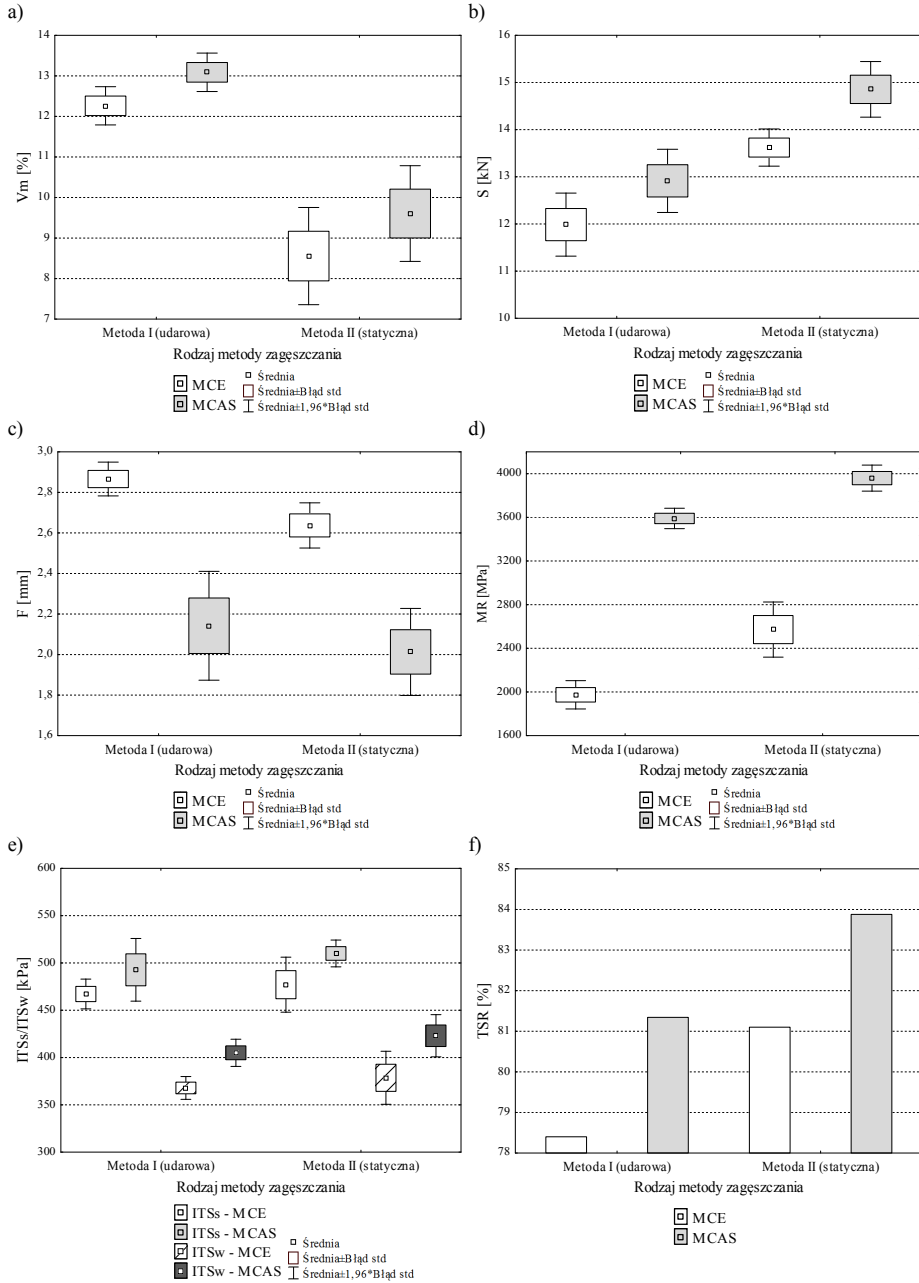 a)
14
13
12
11
10
9
8
7
Vm [%]
Metoda I (udarowa)
Metoda II (statyczna)
Rodzaj metody zagęszczania
MCE
MCAS
Średnia
Średnia±Błąd std
Średnia±1,96*Błąd std
b)
16
15
14
13
12
11
10
S [kN]
Metoda I (udarowa)
Metoda II (statyczna)
Rodzaj metody zagęszczania
MCE
MCAS
Średnia
Średnia±Błąd std
Średnia±1,96*Błąd std
c)
3,0
2,8
2,6
2,4
2,2
2,0
1,8
1,6
F [mm]
Metoda I (udarowa)
Metoda II (statyczna)
Rodzaj metody zagęszczania
MCE
MCAS
Średnia
Średnia±Błąd std
Średnia±1,96*Błąd std
d)
4000
3600
3200
2800
2400
2000
1600
MR [MPa]
Metoda I (udarowa)
Metoda II (statyczna)
Rodzaj metody zagęszczania
MCE
MCAS
Średnia
Średnia±Błąd std
Średnia±1,96*Błąd std
e)
600
550
500
450
400
350
300
ITSs/ITSw [kPa]
Metoda I (udarowa)
Metoda II (statyczna)
Rodzaj metody zagęszczania
ITSs - MCE
ITSs - MCAS
ITSw - MCE
ITSw - MCAS
Średnia
Średnia±Błąd std
Średnia±1,96*Błąd std
f)
85
84
83
82
81
80
79
78
TSR [%]
Metoda I (udarowa)
Metoda II (statyczna)
Rodzaj metody zagęszczania
MCE
MCAS